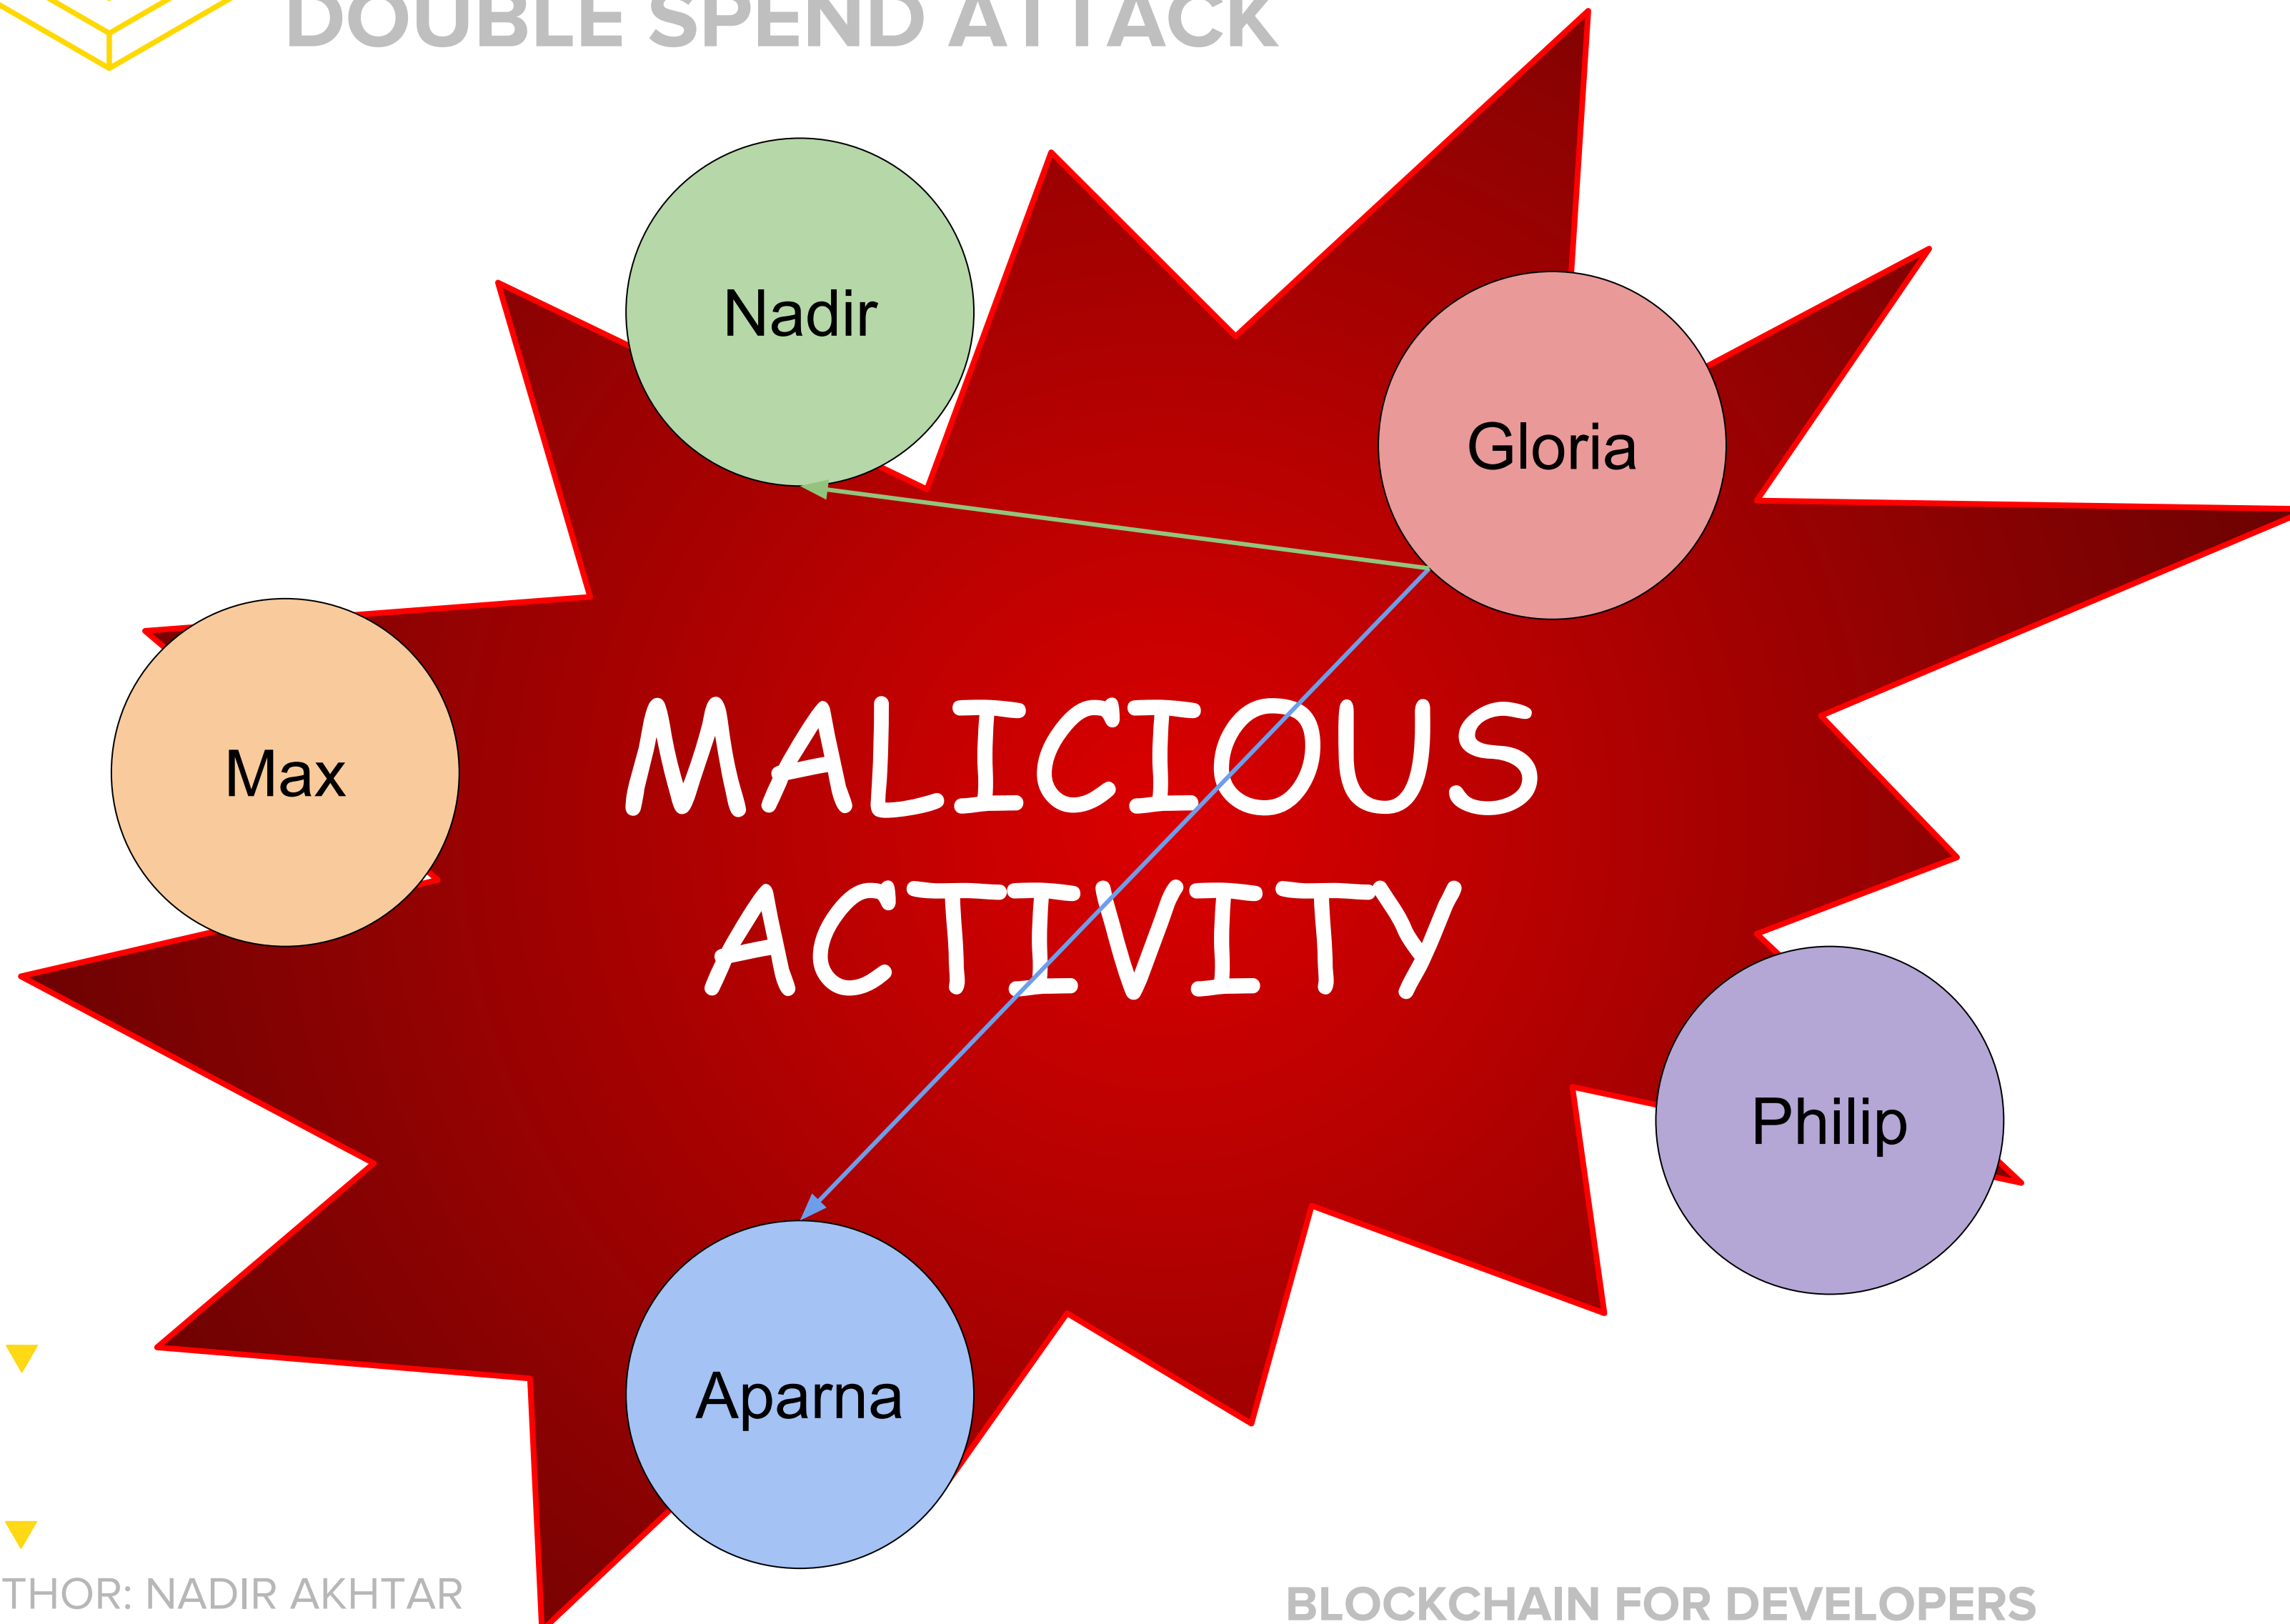 DOUBLE SPEND ATTACK
Nadir
Gloria
Max
MALICIOUS
ACTIVITY
Philip
Aparna
THOR: NADIR AKHTAR
BLOCKCHAIN FOR DEVELOPERS